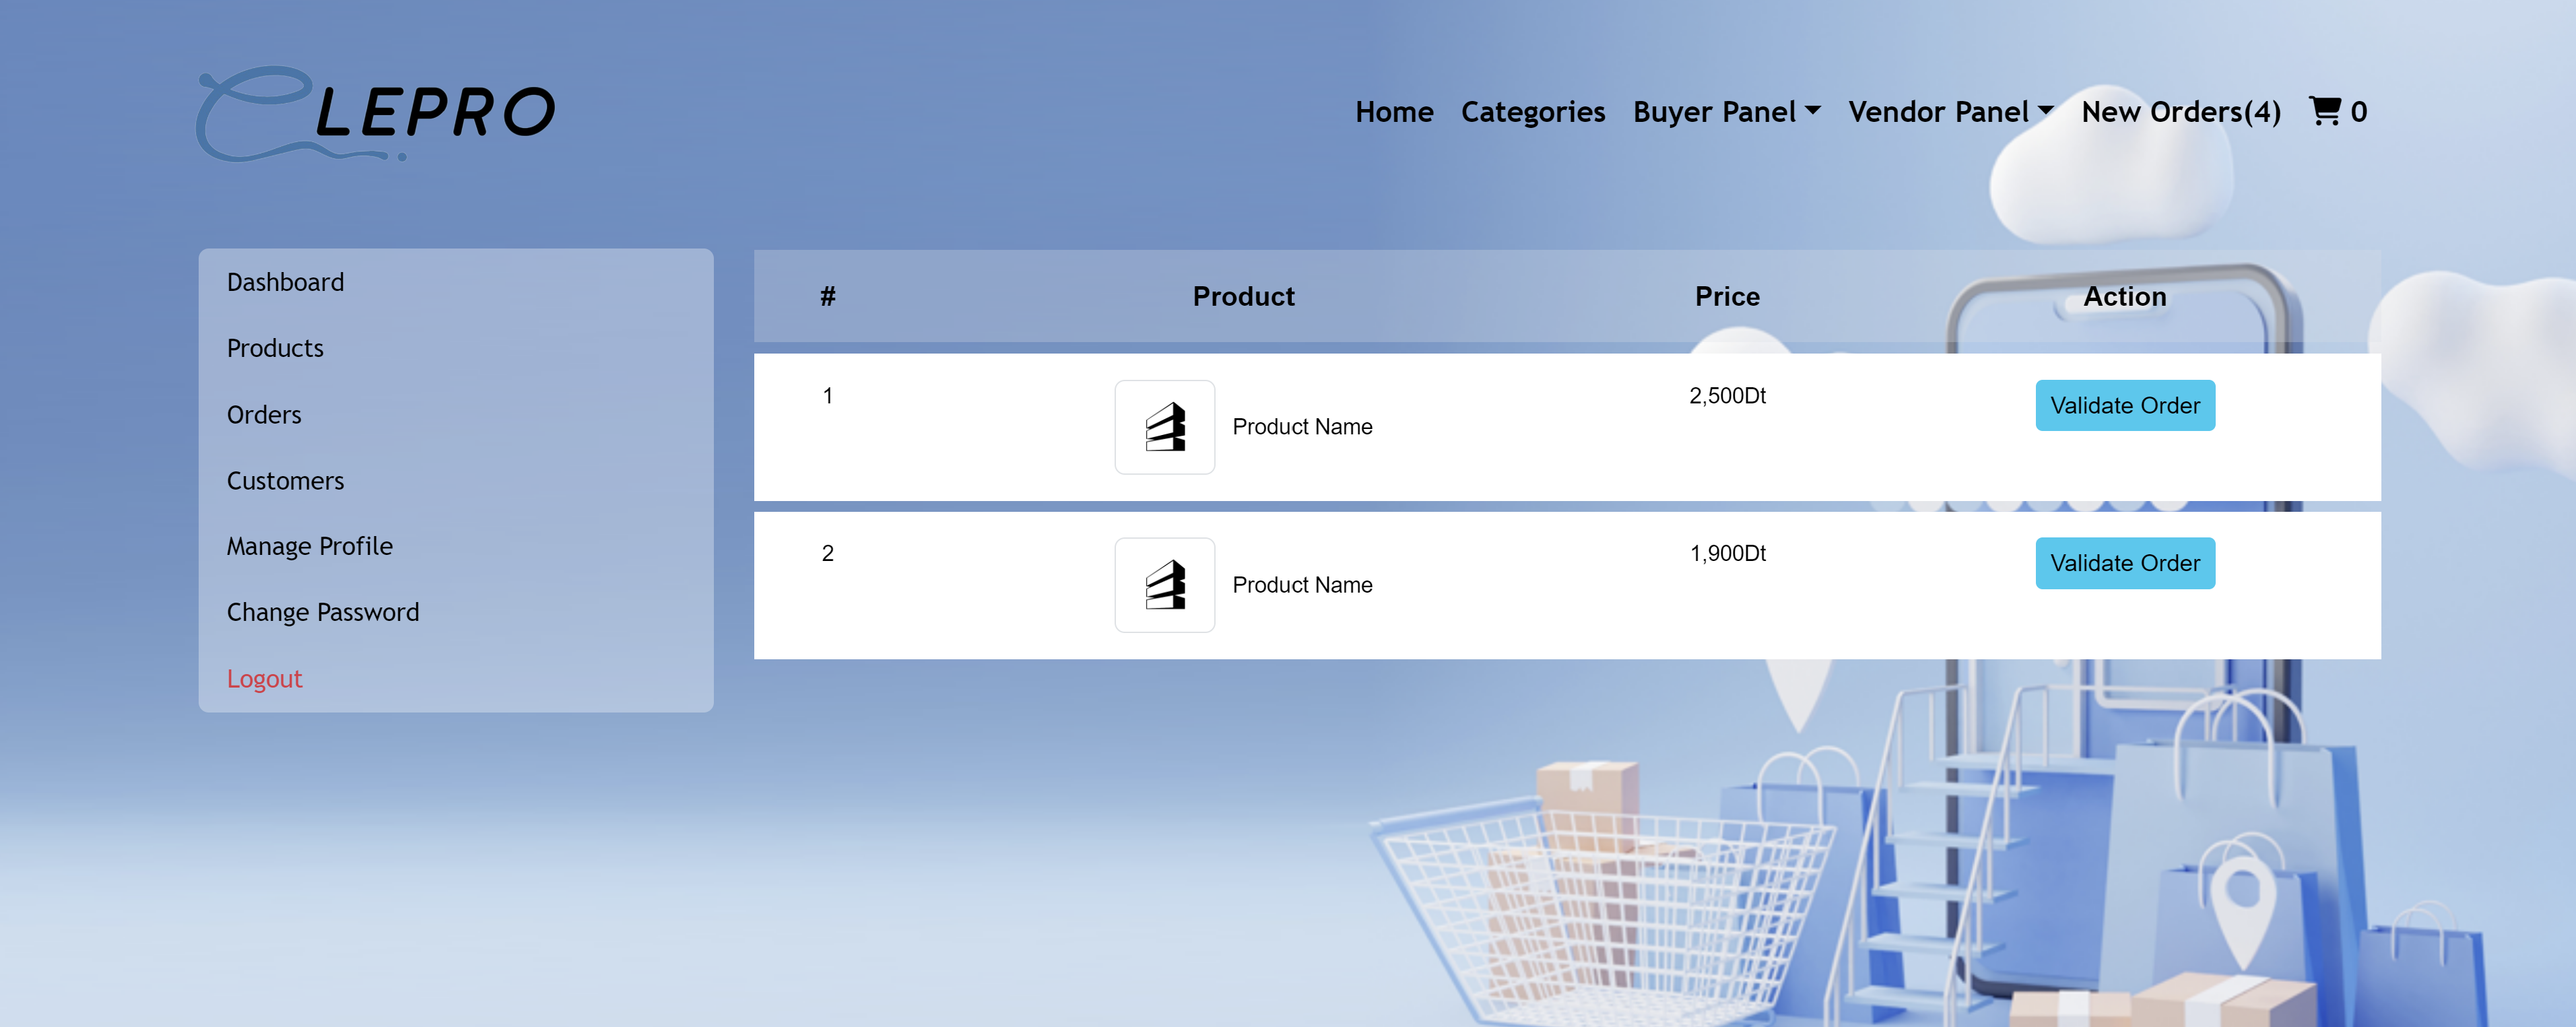 CLEPRO
Home Categories Buyer Panel Vendor Panel New Orders(4) 0
Dashboard
Products
Orders
Customers
Manage Profile
Change Password
Logout
# Product Price Action
1 Product Name 2,500Dt Validate Order
2 Product Name 1,900Dt Validate Order